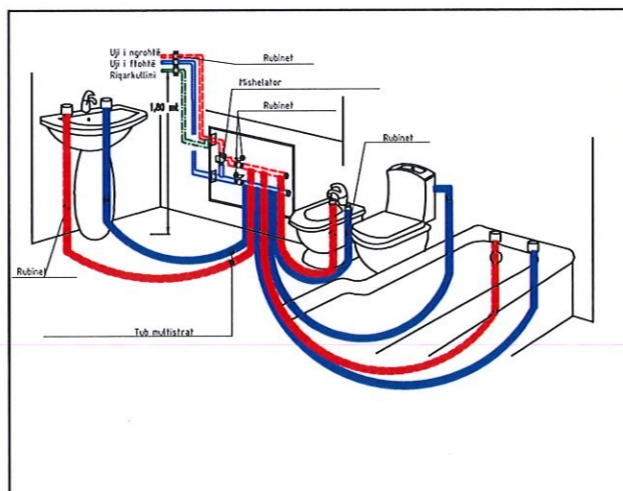 Uji i ngrohtë
Uji i ftohtë
Riqarkullimi
Rubinet
Mishelator
1,80 mt.
Rubinet
Rubinet
Rubinet
Tub multistrat